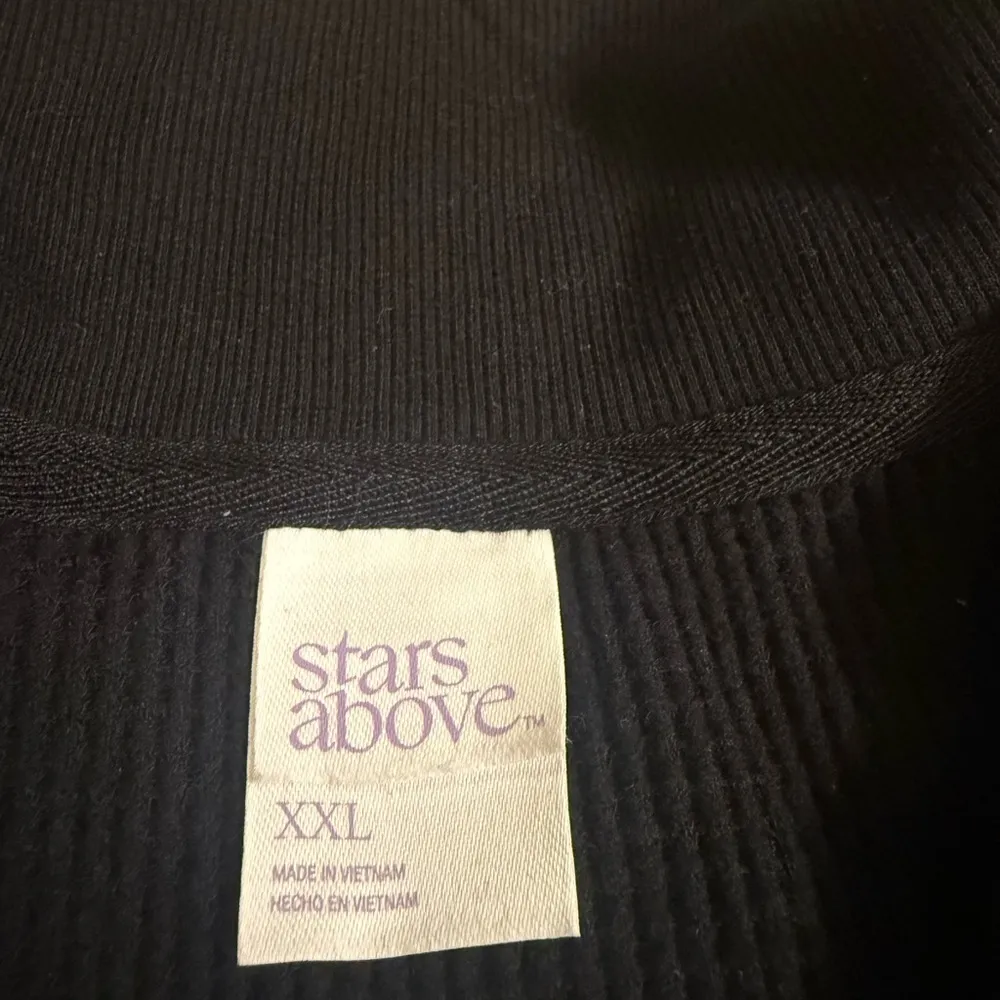 stars
above™
XXL
MADE IN VIETNAM
HECHO EN VIETNAM